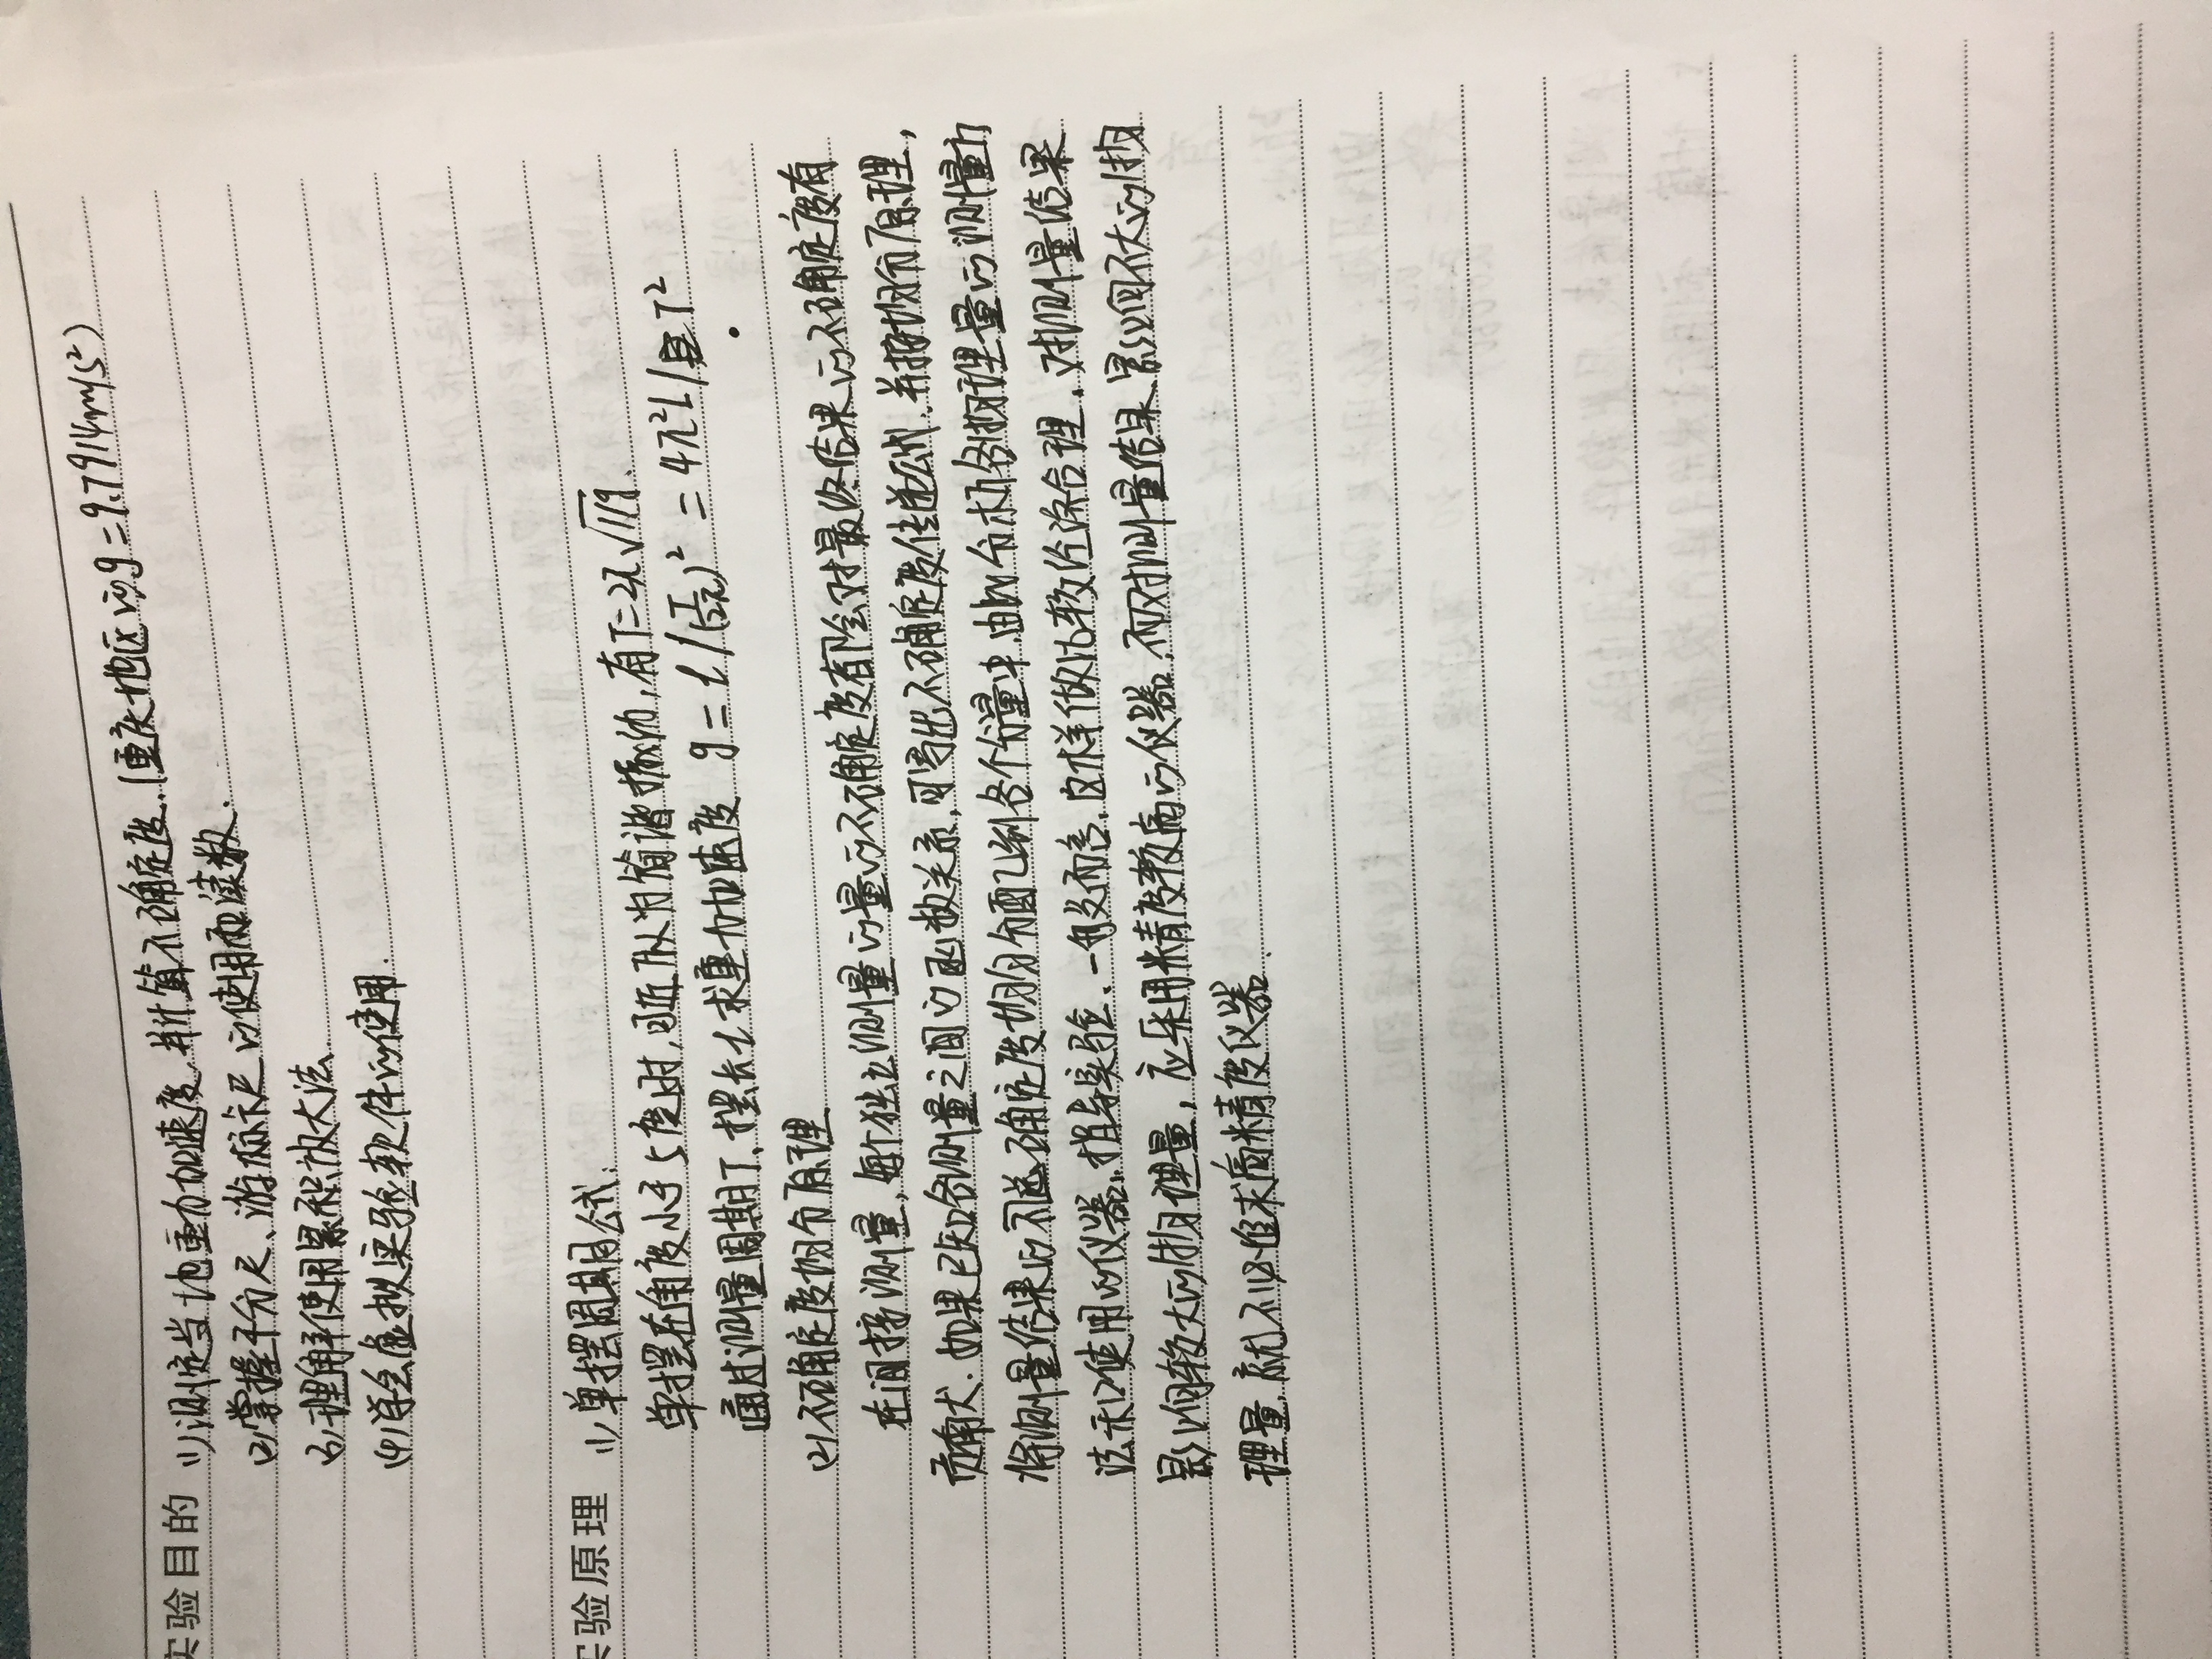 实验目的 (1)测定当地重力加速度,并计算不确定度.(重庆地区的g=9.7914m/s²)
(2)掌握千分尺、游标卡尺的使用和读数.
(3)理解使用累积放大法.
(4)学会虚拟实验软件的使用.
实验原理 (1)单摆周期公式:
单摆在角度小于5度时,可近似为简谐振动,有T=2π√l/g.
通过测量周期T,摆长l求重力加速度 g=l/(T/2π)²=4π²l/T²
(2)不确定度均分原理
在间接测量,每个独立测量的量的不确定度都会对最终结果的不确定度有
贡献.如果已知各测量之间的函数关系,可写出不确定度传递公式,并按均分原理,
将测量结果的不确定度均匀分配到各个分量中,由此分析各物理量的测量方
法和使用的仪器,指导实验.一般而言,这样做比较经济合理.对测量结果
影响较大的物理量,应采用精度较高的仪器,而对测量结果影响不大的物
理量,就不必追求高精度仪器.